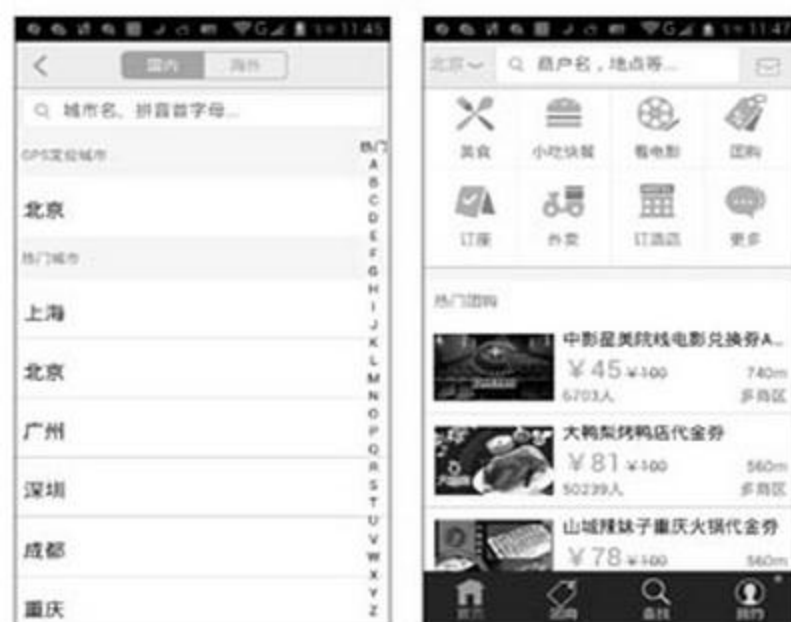 11:45
国内 海外
城市名、拼音首字母...
GPS定位城市
热门
北京
热门城市
上海
北京
广州
深圳
成都
重庆
A
B
C
D
E
F
G
H
I
J
K
L
M
N
O
P
Q
R
S
T
U
V
W
X
Y
Z
11:47
北京
商户名，地点等...
美食 小吃快餐 看电影 团购
订座 外卖 订酒店 更多
热门团购
中影星美院线电影兑换券A...
￥45 ￥100 740m
6703人 多商区
大鸭梨烤鸭店代金券
￥81 ￥100 560m
50239人 多商区
山城辣妹子重庆火锅代金券
￥78 ￥100 560m
首页 团购 查找 我的